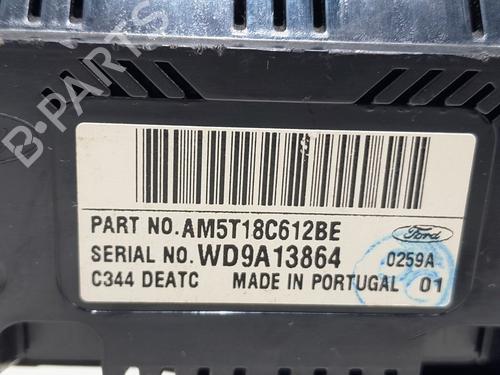 B-PARTS
PART NO. AM5T18C612BE
Ford
SERIAL NO. WD9A13864
0259A
C344 DEATC MADE IN PORTUGAL 01